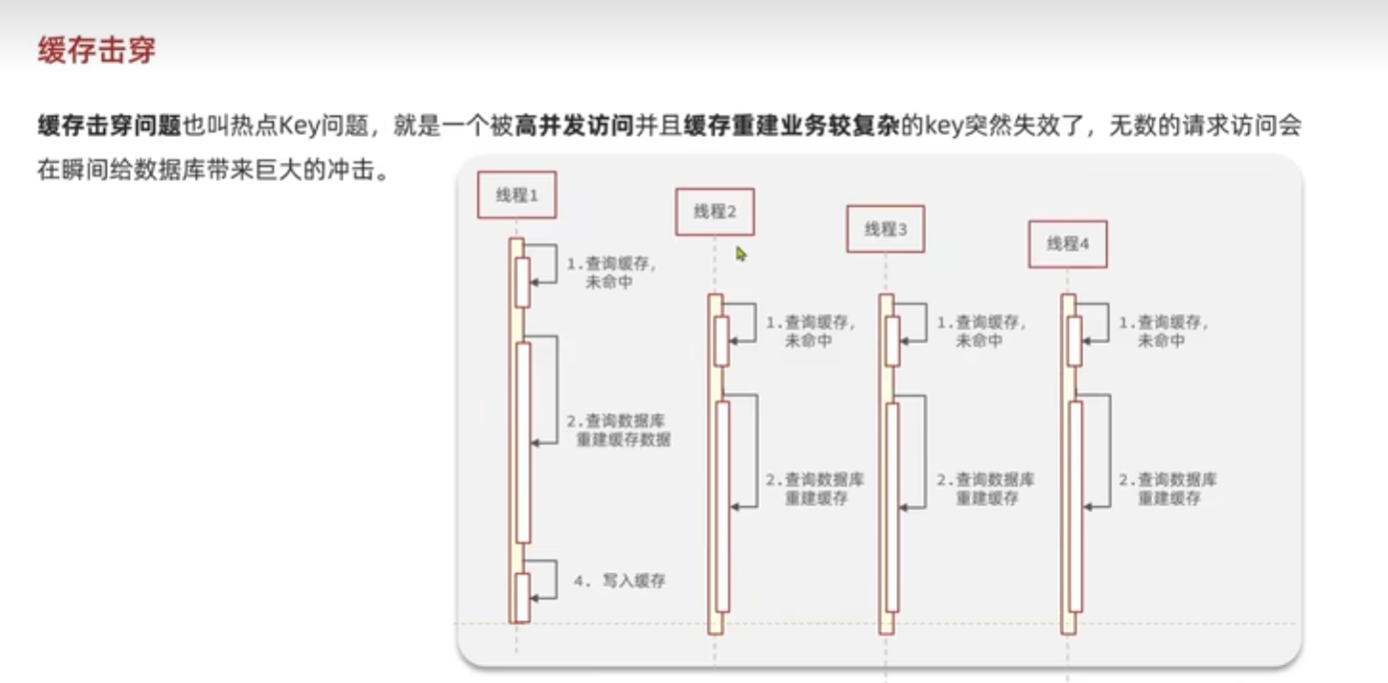 缓存击穿
缓存击穿问题也叫热点Key问题，就是一个被高并发访问并且缓存重建业务较复杂的key突然失效了，无数的请求访问会
在瞬间给数据库带来巨大的冲击。
线程1
线程2
线程3
线程4
1.查询缓存，
未命中
1.查询缓存，
未命中
1.查询缓存，
未命中
1.查询缓存，
未命中
2.查询数据库
重建缓存数据
2.查询数据库
重建缓存
2.查询数据库
重建缓存
2.查询数据库
重建缓存
4. 写入缓存